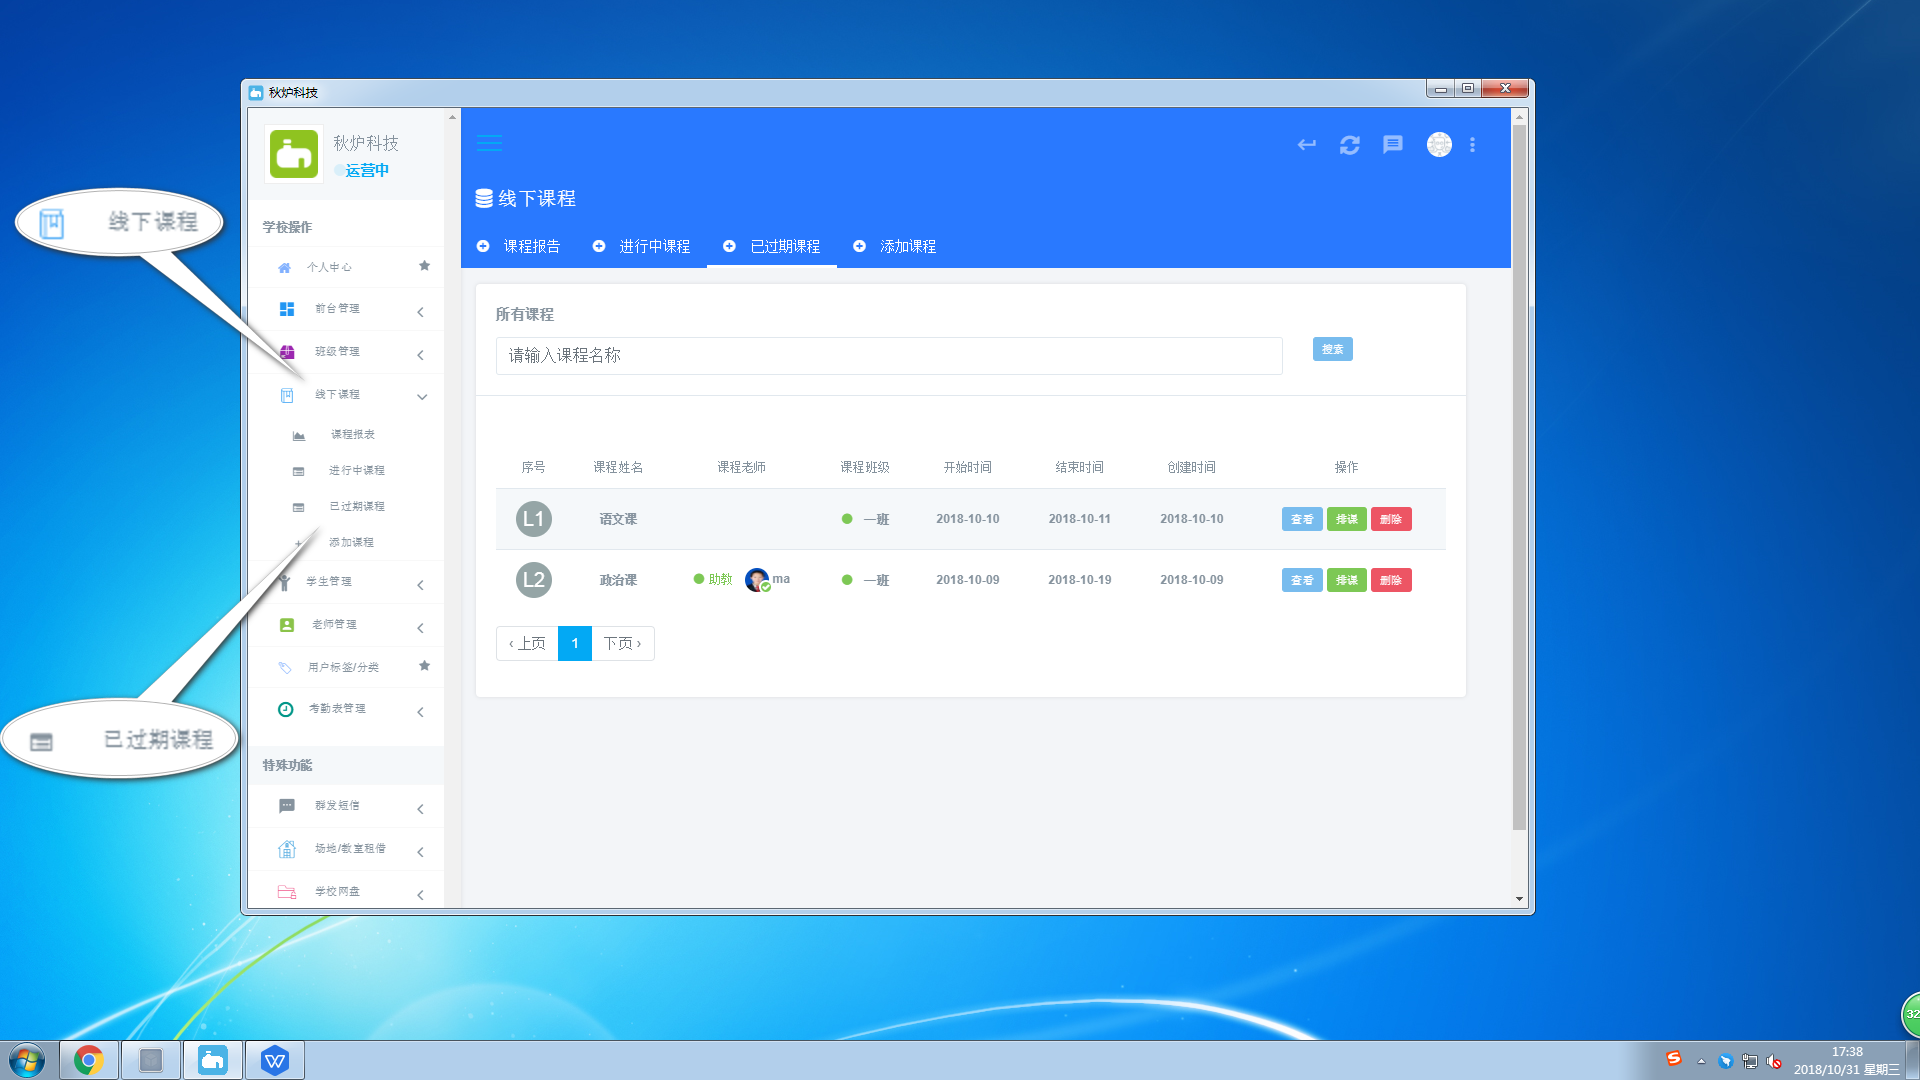 秋炉科技
秋炉科技
运营中
线下课程
学校操作
个人中心
前台管理
班级管理
线下课程
课程报表
进行中课程
已过期课程
添加课程
学生管理
老师管理
用户标签/分类
考勤表管理
已过期课程
特殊功能
群发短信
场地/教室租借
学校网盘
线下课程
课程报告 进行中课程 已过期课程 添加课程
所有课程
请输入课程名称 搜索
序号 课程姓名 课程老师 课程班级 开始时间 结束时间 创建时间 操作
L1 语文课 一班 2018-10-10 2018-10-11 2018-10-10 查看 排课 删除
L2 政治课 助教 ma 一班 2018-10-09 2018-10-19 2018-10-09 查看 排课 删除
‹ 上页 1 下页 ›
32
17:38
2018/10/31 星期三